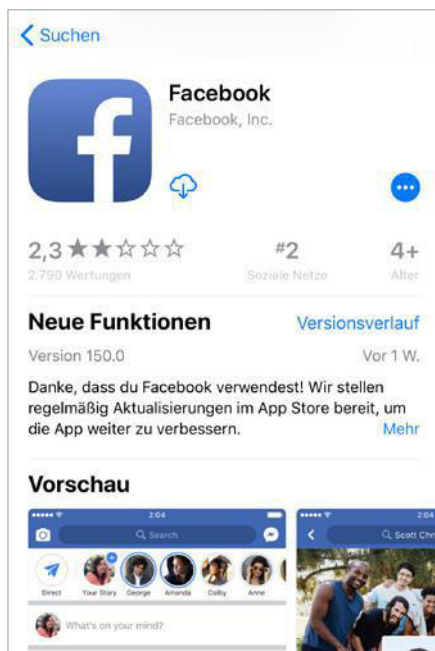 Suchen
Facebook
Facebook, Inc.
2,3
#2
4+
2.790 Wertungen
Soziale Netze
Alter
Neue Funktionen
Versionsverlauf
Version 150.0
Vor 1 W.
Danke, dass du Facebook verwendest! Wir stellen
regelmäßig Aktualisierungen im App Store bereit, um
die App weiter zu verbessern.
Mehr
Vorschau
2:04
Search
Direct
Your Story
George
Amanda
Colby
Anne
What's on your mind?
2:04
Scott Chri